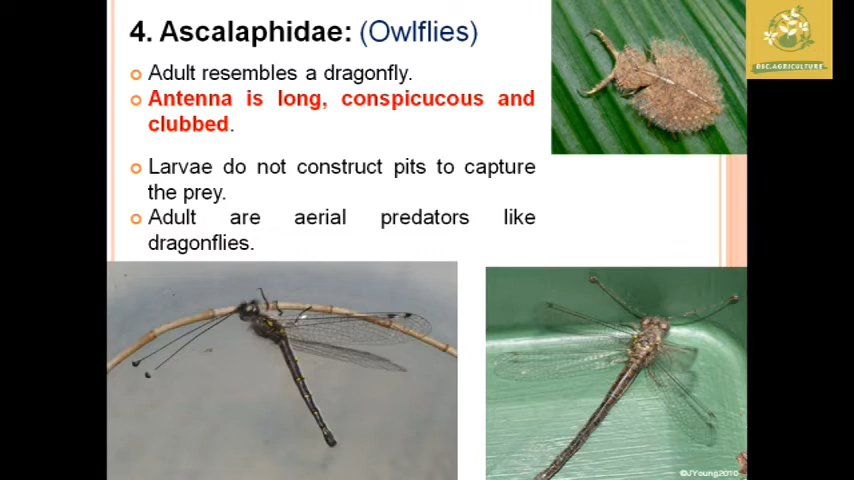 4. Ascalaphidae: (Owlflies)
Adult resembles a dragonfly.
Antenna is long, conspicucous and
clubbed.
Larvae do not construct pits to capture
the prey.
Adult are aerial predators like
dragonflies.
BSC.AGRICULTURE
©JYoung2010